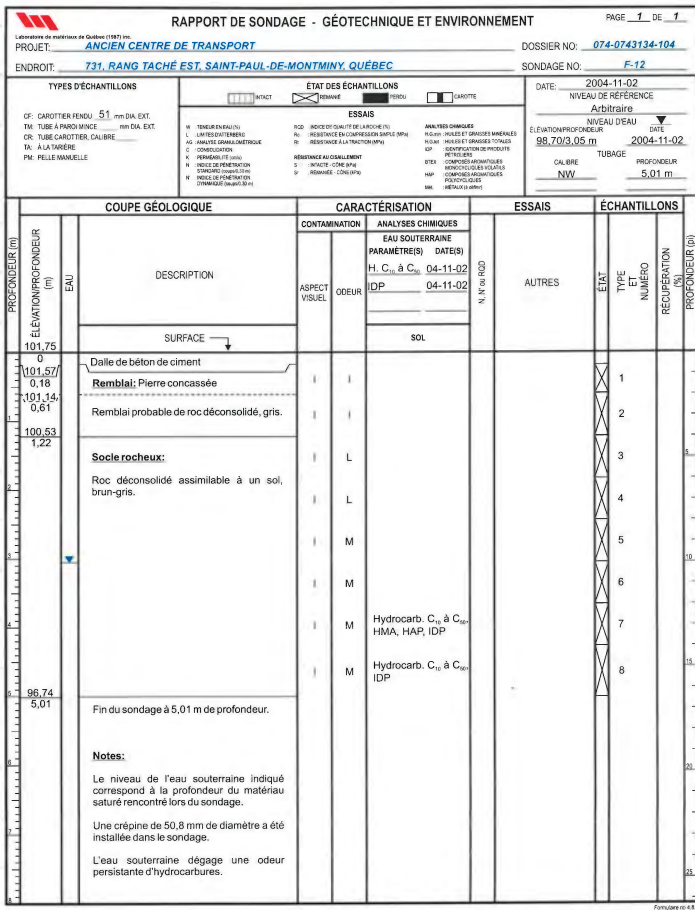 RAPPORT DE SONDAGE - GÉOTECHNIQUE ET ENVIRONNEMENT
PAGE 1 DE 1
Laboratoire de matériaux de Québec (1987) inc.
PROJET: ANCIEN CENTRE DE TRANSPORT
DOSSIER NO: 074-0743134-104
ENDROIT: 731, RANG TACHÉ EST, SAINT-PAUL-DE-MONTMINY, QUÉBEC
SONDAGE NO: F-12
TYPES D'ÉCHANTILLONS
CF: CAROTTIER FENDU 51 mm DIA. EXT.
TM: TUBE À PAROI MINCE mm DIA. EXT.
CR: TUBE CAROTTIER, CALIBRE
TA: À LA TARIÈRE
PM: PELLE MANUELLE
ÉTAT DES ÉCHANTILLONS
INTACT REMANIÉ PERDU CAROTTE
ESSAIS
W : TENEUR EN EAU (%)
L : LIMITES D'ATTERBERG
AG : ANALYSE GRANULOMÉTRIQUE
C : CONSOLIDATION
K : PERMÉABILITÉ (cm/s)
N : INDICE DE PÉNÉTRATION
STANDARD (coups/0.30 m)
N' : INDICE DE PÉNÉTRATION
DYNAMIQUE (coups/0.30 m)
RQD : INDICE DE QUALITÉ DE LA ROCHE (%)
Rc : RÉSISTANCE EN COMPRESSION SIMPLE (MPa)
Rt : RÉSISTANCE À LA TRACTION (MPa)
RÉSISTANCE AU CISAILLEMENT
S : INTACTE - CÔNE (kPa)
Sr : REMANIÉE - CÔNE (kPa)
ANALYSES CHIMIQUES
H.G.min : HUILES ET GRAISSES MINÉRALES
H.G.tot : HUILES ET GRAISSES TOTALES
IDP : IDENTIFICATION DE PRODUITS
PÉTROLIERS
BTEX : COMPOSÉS AROMATIQUES
MONOCYCLIQUES VOLATILS
HAP : COMPOSÉS AROMATIQUES
POLYCYCLIQUES
MéL : MÉTAUX (à définir)
DATE: 2004-11-02
NIVEAU DE RÉFÉRENCE
Arbitraire
NIVEAU D'EAU
ÉLÉVATION/PROFONDEUR DATE
98,70/3,05 m 2004-11-02
TUBAGE
CALIBRE PROFONDEUR
NW 5,01 m
COUPE GÉOLOGIQUE
CARACTÉRISATION
ESSAIS
ÉCHANTILLONS
PROFONDEUR (m)
ÉLÉVATION/PROFONDEUR (m)
EAU
DESCRIPTION
SURFACE
CONTAMINATION
ASPECT VISUEL
ODEUR
ANALYSES CHIMIQUES
EAU SOUTERRAINE
PARAMÈTRE(S) DATE(S)
H. C10 à C50 04-11-02
IDP 04-11-02
SOL
N, N' ou RQD
AUTRES
ÉTAT
TYPE ET NUMÉRO
RÉCUPÉRATION (%)
PROFONDEUR (pi)
101,75
0
Dalle de béton de ciment
101,57
0,18
Remblai: Pierre concassée
I I 1
101,14
0,61
Remblai probable de roc déconsolidé, gris.
I I 2
1
100,53
1,22
Socle rocheux:
I L 3
5
Roc déconsolidé assimilable à un sol,
brun-gris.
2
I L 4
I M 5
3
10
I M 6
4
I M Hydrocarb. C10 à C50,
HMA, HAP, IDP
7
I M Hydrocarb. C10 à C50,
IDP
8
15
5
96,74
5,01
Fin du sondage à 5,01 m de profondeur.
Notes:
6
20
Le niveau de l'eau souterraine indiqué
correspond à la profondeur du matériau
saturé rencontré lors du sondage.
7
Une crépine de 50,8 mm de diamètre a été
installée dans le sondage.
L'eau souterraine dégage une odeur
persistante d'hydrocarbures.
25
8
Formulaire no 4.8